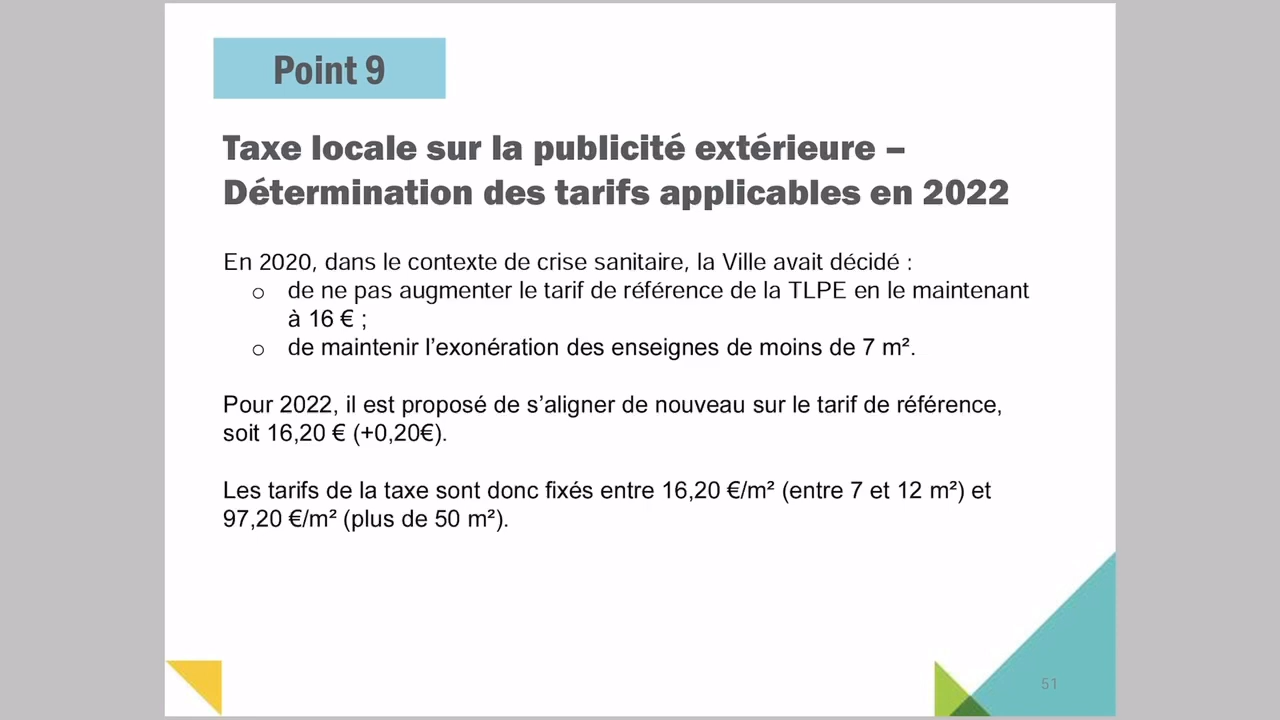 Point 9
Taxe locale sur la publicité extérieure –
Détermination des tarifs applicables en 2022
En 2020, dans le contexte de crise sanitaire, la Ville avait décidé :
o de ne pas augmenter le tarif de référence de la TLPE en le maintenant
à 16 € ;
o de maintenir l’exonération des enseignes de moins de 7 m².
Pour 2022, il est proposé de s’aligner de nouveau sur le tarif de référence,
soit 16,20 € (+0,20€).
Les tarifs de la taxe sont donc fixés entre 16,20 €/m² (entre 7 et 12 m²) et
97,20 €/m² (plus de 50 m²).
51